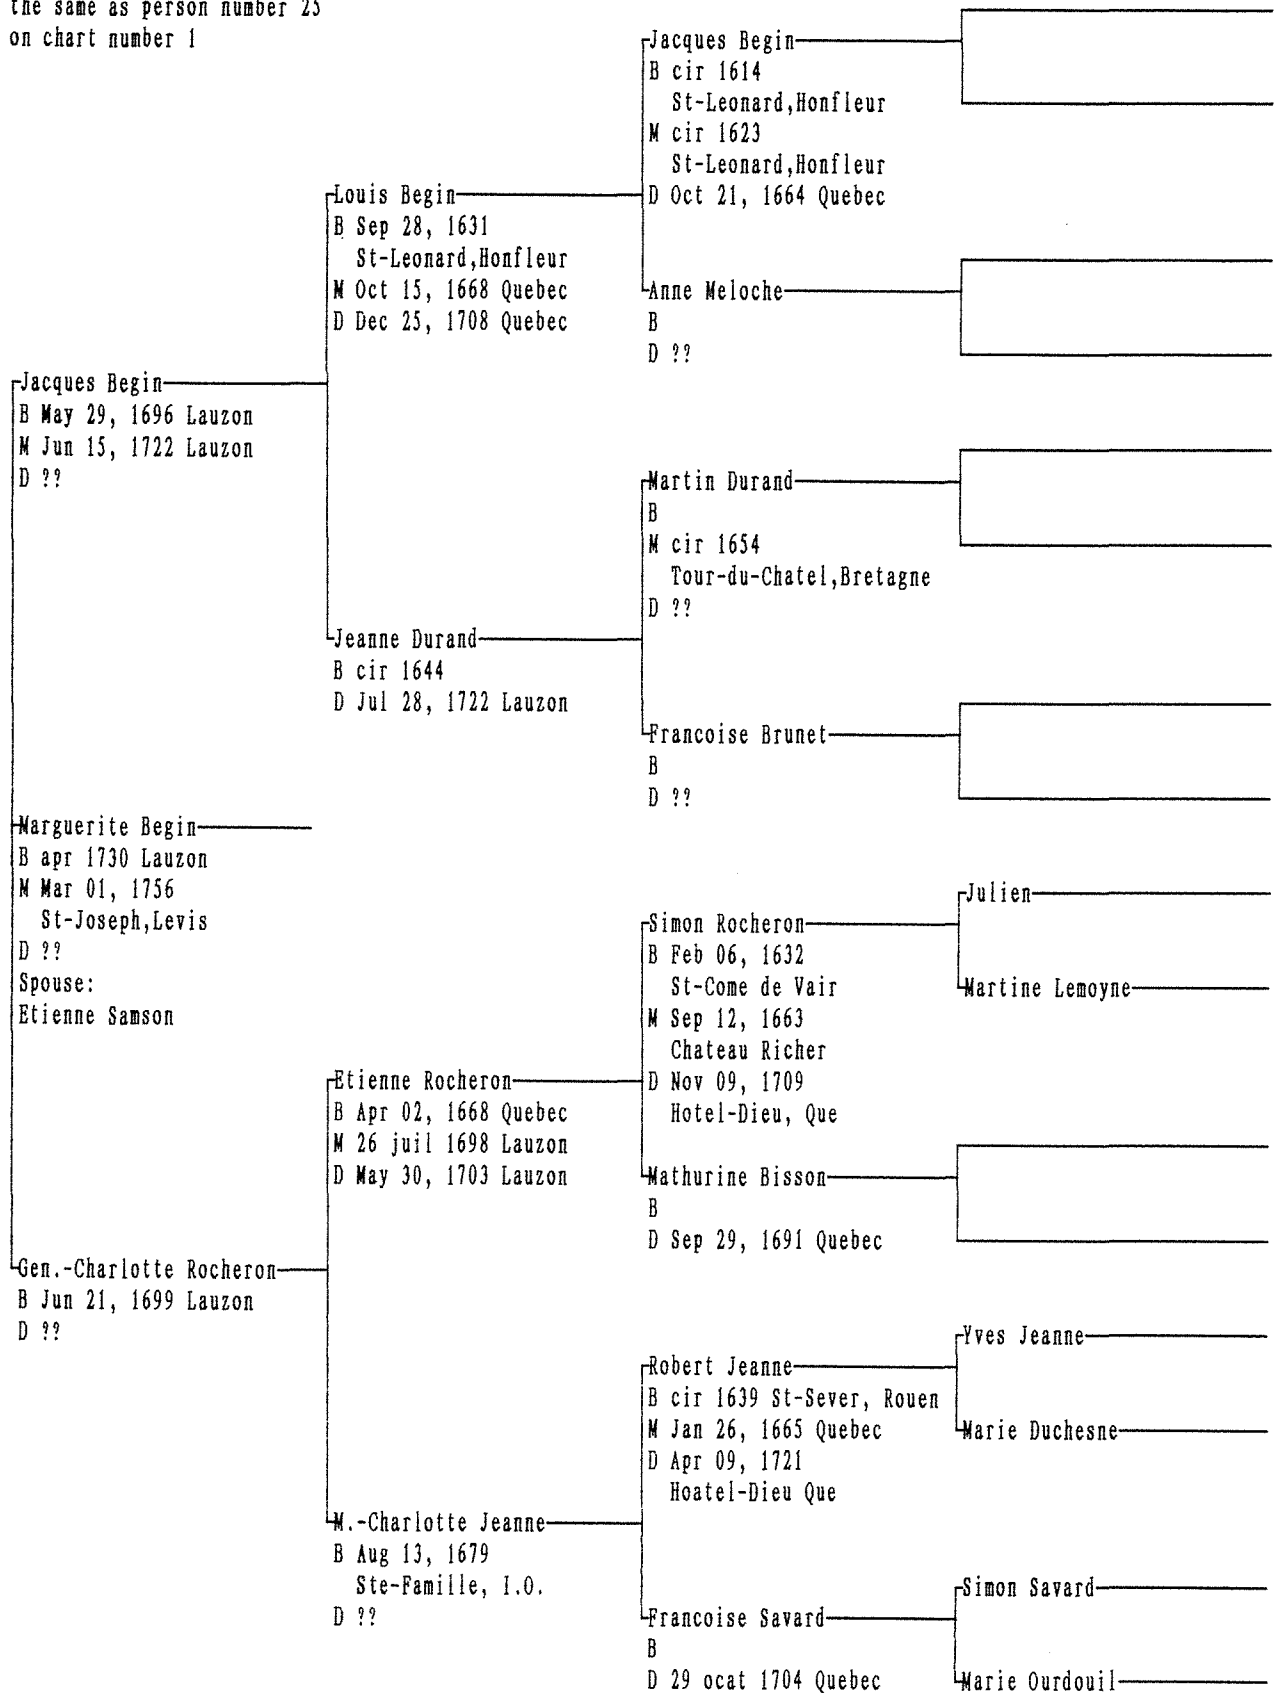 the same as person number 25
on chart number 1
Jacques Begin
B cir 1614
St-Leonard,Honfleur
M cir 1623
St-Leonard,Honfleur
D Oct 21, 1664 Quebec
Louis Begin
B Sep 28, 1631
St-Leonard,Honfleur
M Oct 15, 1668 Quebec
D Dec 25, 1708 Quebec
Anne Meloche
B
D ??
Jacques Begin
B May 29, 1696 Lauzon
M Jun 15, 1722 Lauzon
D ??
Martin Durand
B
M cir 1654
Tour-du-Chatel,Bretagne
D ??
Jeanne Durand
B cir 1644
D Jul 28, 1722 Lauzon
Francoise Brunet
B
D ??
Marguerite Begin
B apr 1730 Lauzon
M Mar 01, 1756
St-Joseph,Levis
D ??
Spouse:
Etienne Samson
Julien
Simon Rocheron
B Feb 06, 1632
St-Come de Vair
M Sep 12, 1663
Chateau Richer
D Nov 09, 1709
Hotel-Dieu, Que
Martine Lemoyne
Etienne Rocheron
B Apr 02, 1668 Quebec
M 26 juil 1698 Lauzon
D May 30, 1703 Lauzon
Mathurine Bisson
B
D Sep 29, 1691 Quebec
Gen.-Charlotte Rocheron
B Jun 21, 1699 Lauzon
D ??
Yves Jeanne
Robert Jeanne
B cir 1639 St-Sever, Rouen
M Jan 26, 1665 Quebec
D Apr 09, 1721
Hoatel-Dieu Que
Marie Duchesne
M.-Charlotte Jeanne
B Aug 13, 1679
Ste-Famille, I.O.
D ??
Simon Savard
Francoise Savard
B
D 29 ocat 1704 Quebec
Marie Ourdouil